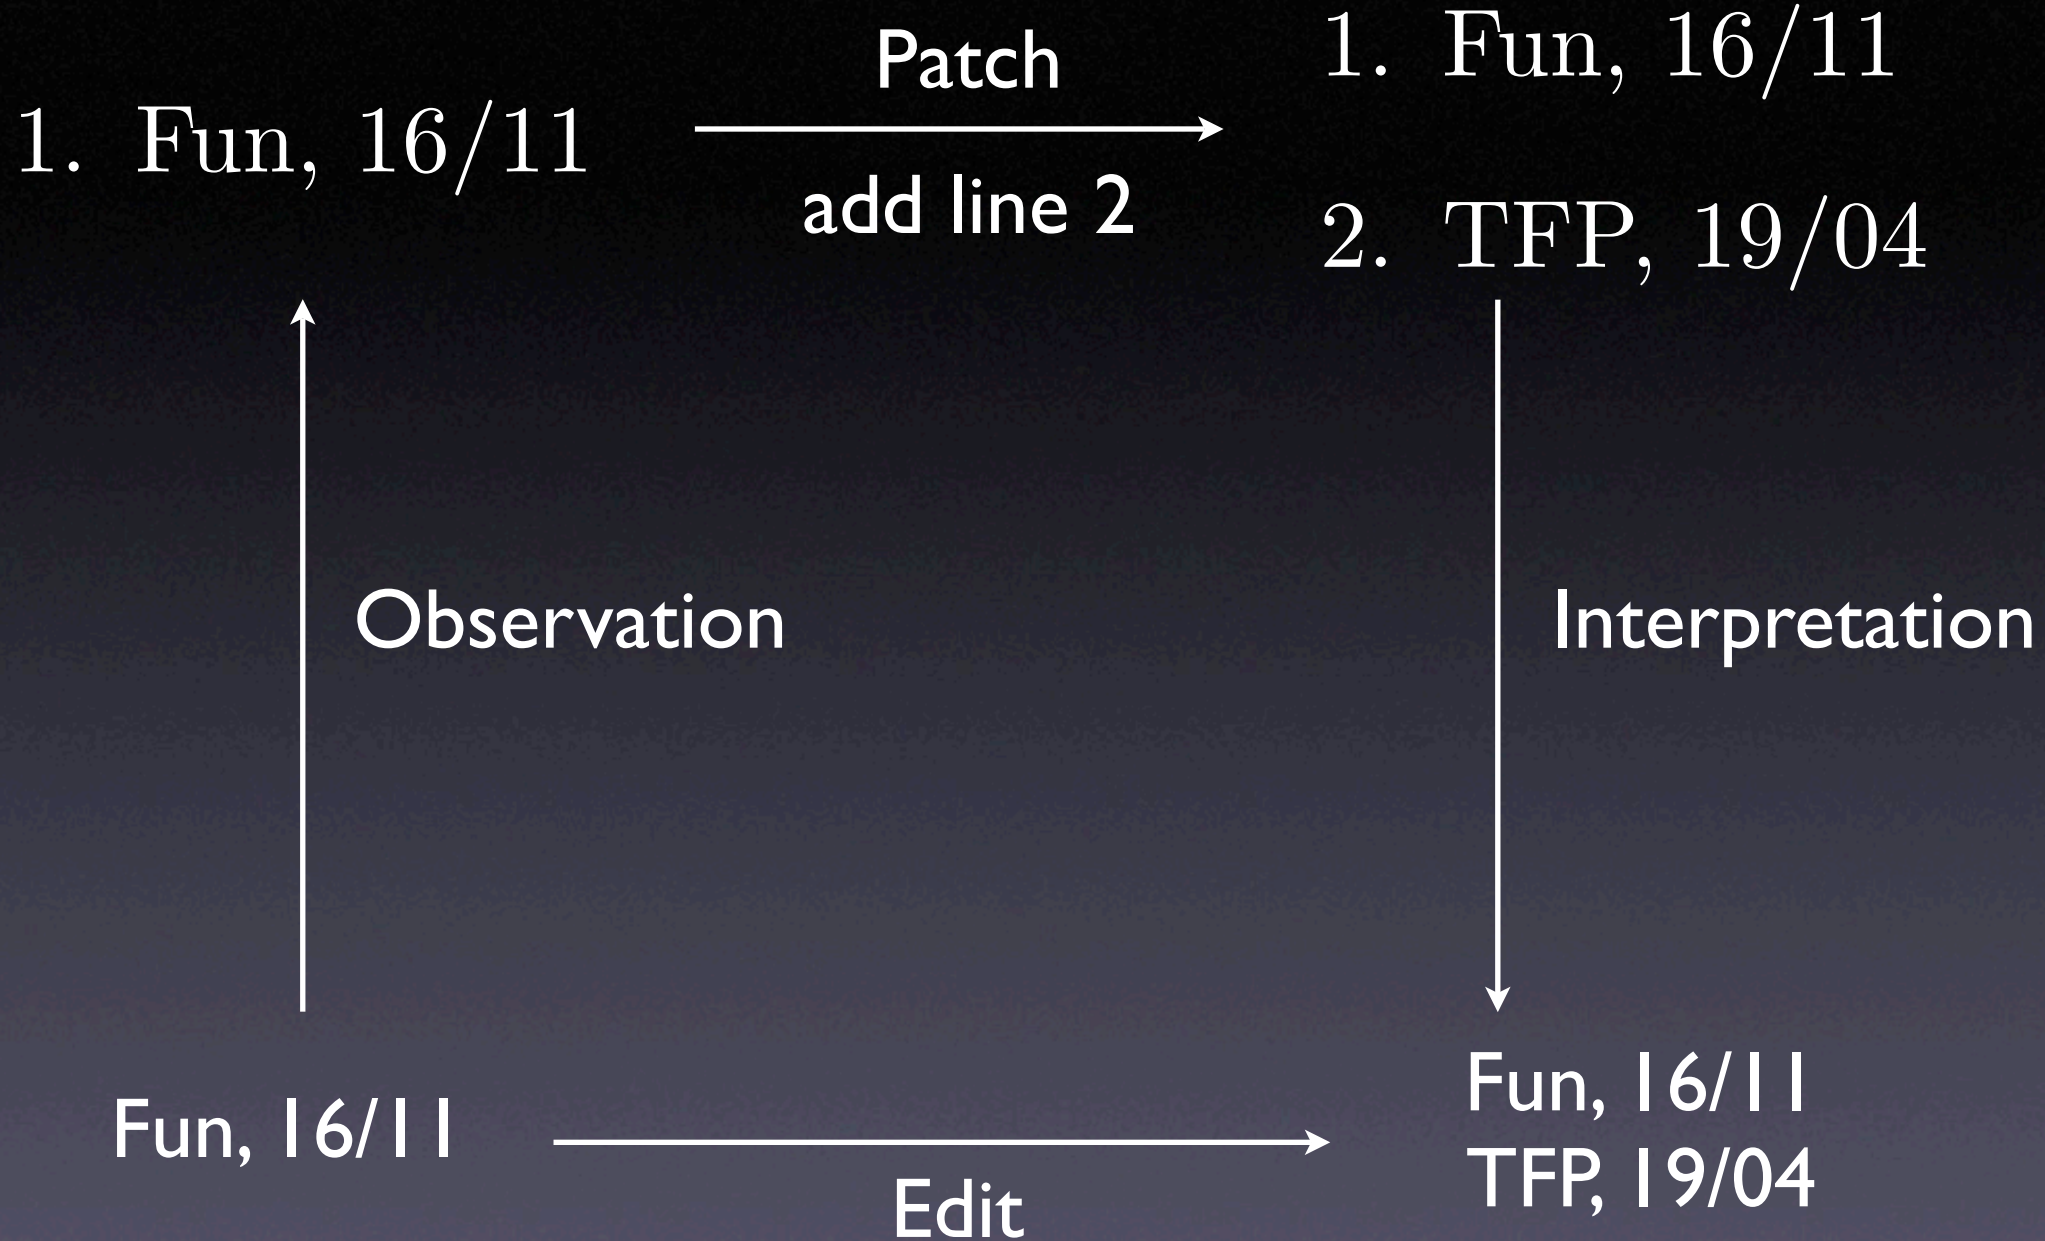 1. Fun, 16/11
Patch
add line 2
1. Fun, 16/11
2. TFP, 19/04
Observation
Interpretation
Fun, 16/11
Edit
Fun, 16/11
TFP, 19/04